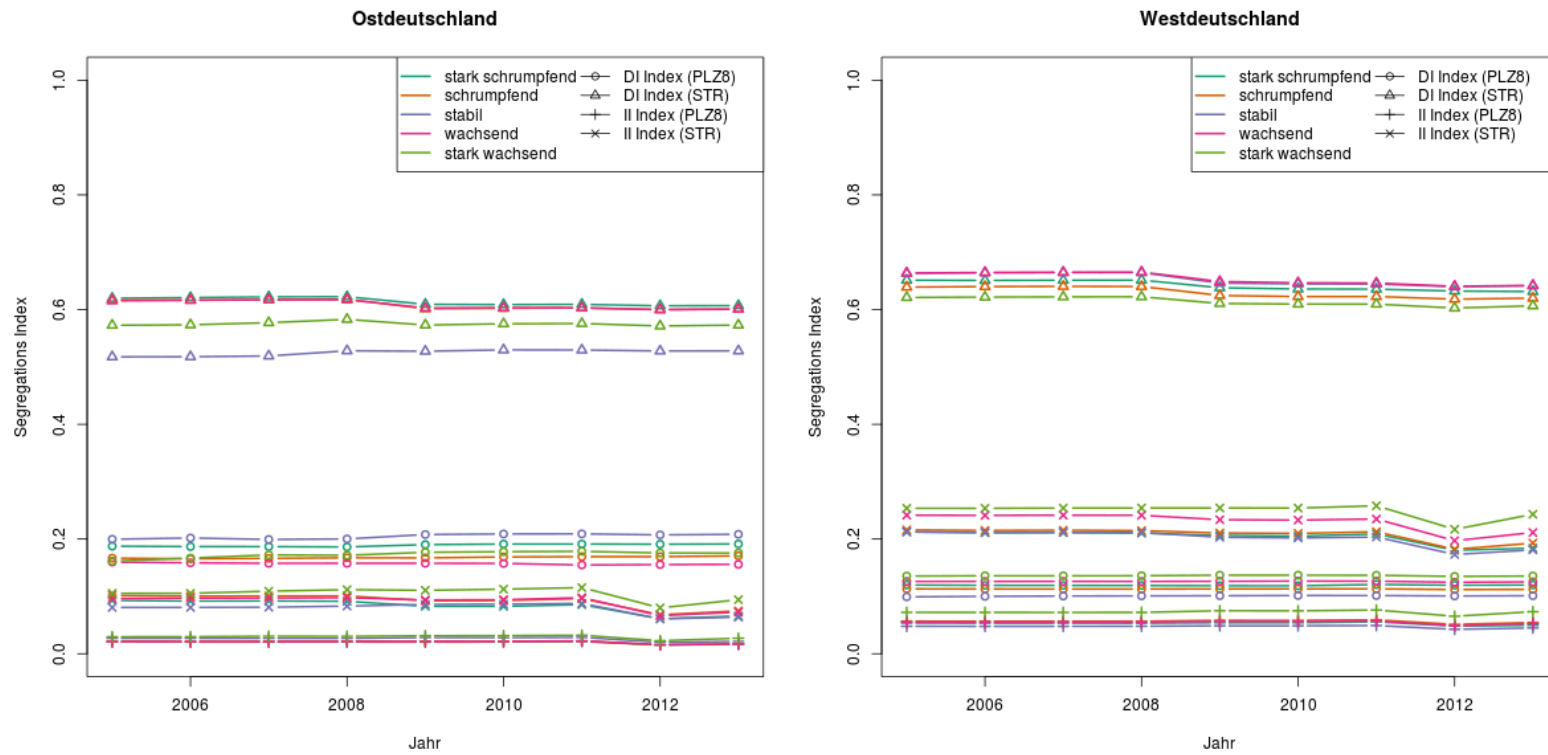 Ostdeutschland
stark schrumpfend DI Index (PLZ8)
schrumpfend DI Index (STR)
stabil II Index (PLZ8)
wachsend II Index (STR)
stark wachsend
Segregations Index
1.0
0.8
0.6
0.4
0.2
0.0
2006 2008 2010 2012
Jahr
Westdeutschland
stark schrumpfend DI Index (PLZ8)
schrumpfend DI Index (STR)
stabil II Index (PLZ8)
wachsend II Index (STR)
stark wachsend
Segregations Index
1.0
0.8
0.6
0.4
0.2
0.0
2006 2008 2010 2012
Jahr